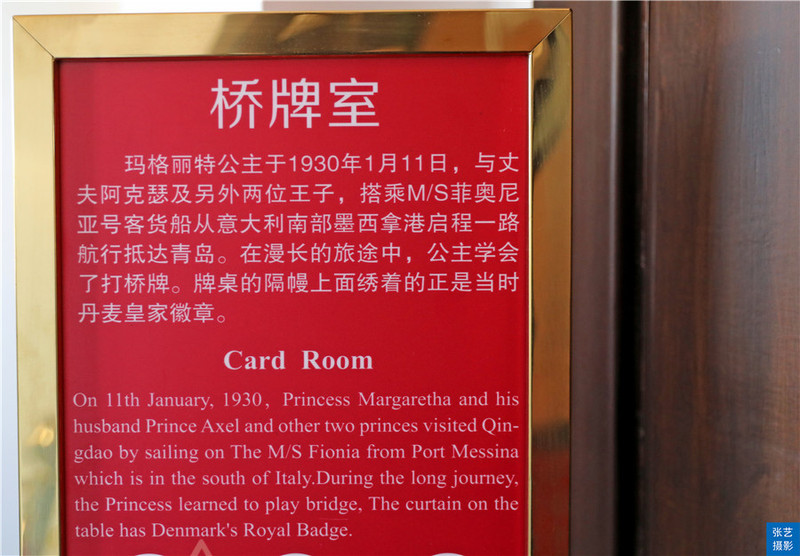 桥牌室
玛格丽特公主于1930年1月11日，与丈
夫阿克瑟及另外两位王子，搭乘M/S菲奥尼
亚号客货船从意大利南部墨西拿港启程一路
航行抵达青岛。在漫长的旅途中，公主学会
了打桥牌。牌桌的隔幔上面绣着的正是当时
丹麦皇家徽章。
Card Room
On 11th January, 1930, Princess Margaretha and his
husband Prince Axel and other two princes visited Qin-
gdao by sailing on The M/S Fionia from Port Messina
which is in the south of Italy.During the long journey,
the Princess learned to play bridge, The curtain on the
table has Denmark's Royal Badge.
张艺
摄影